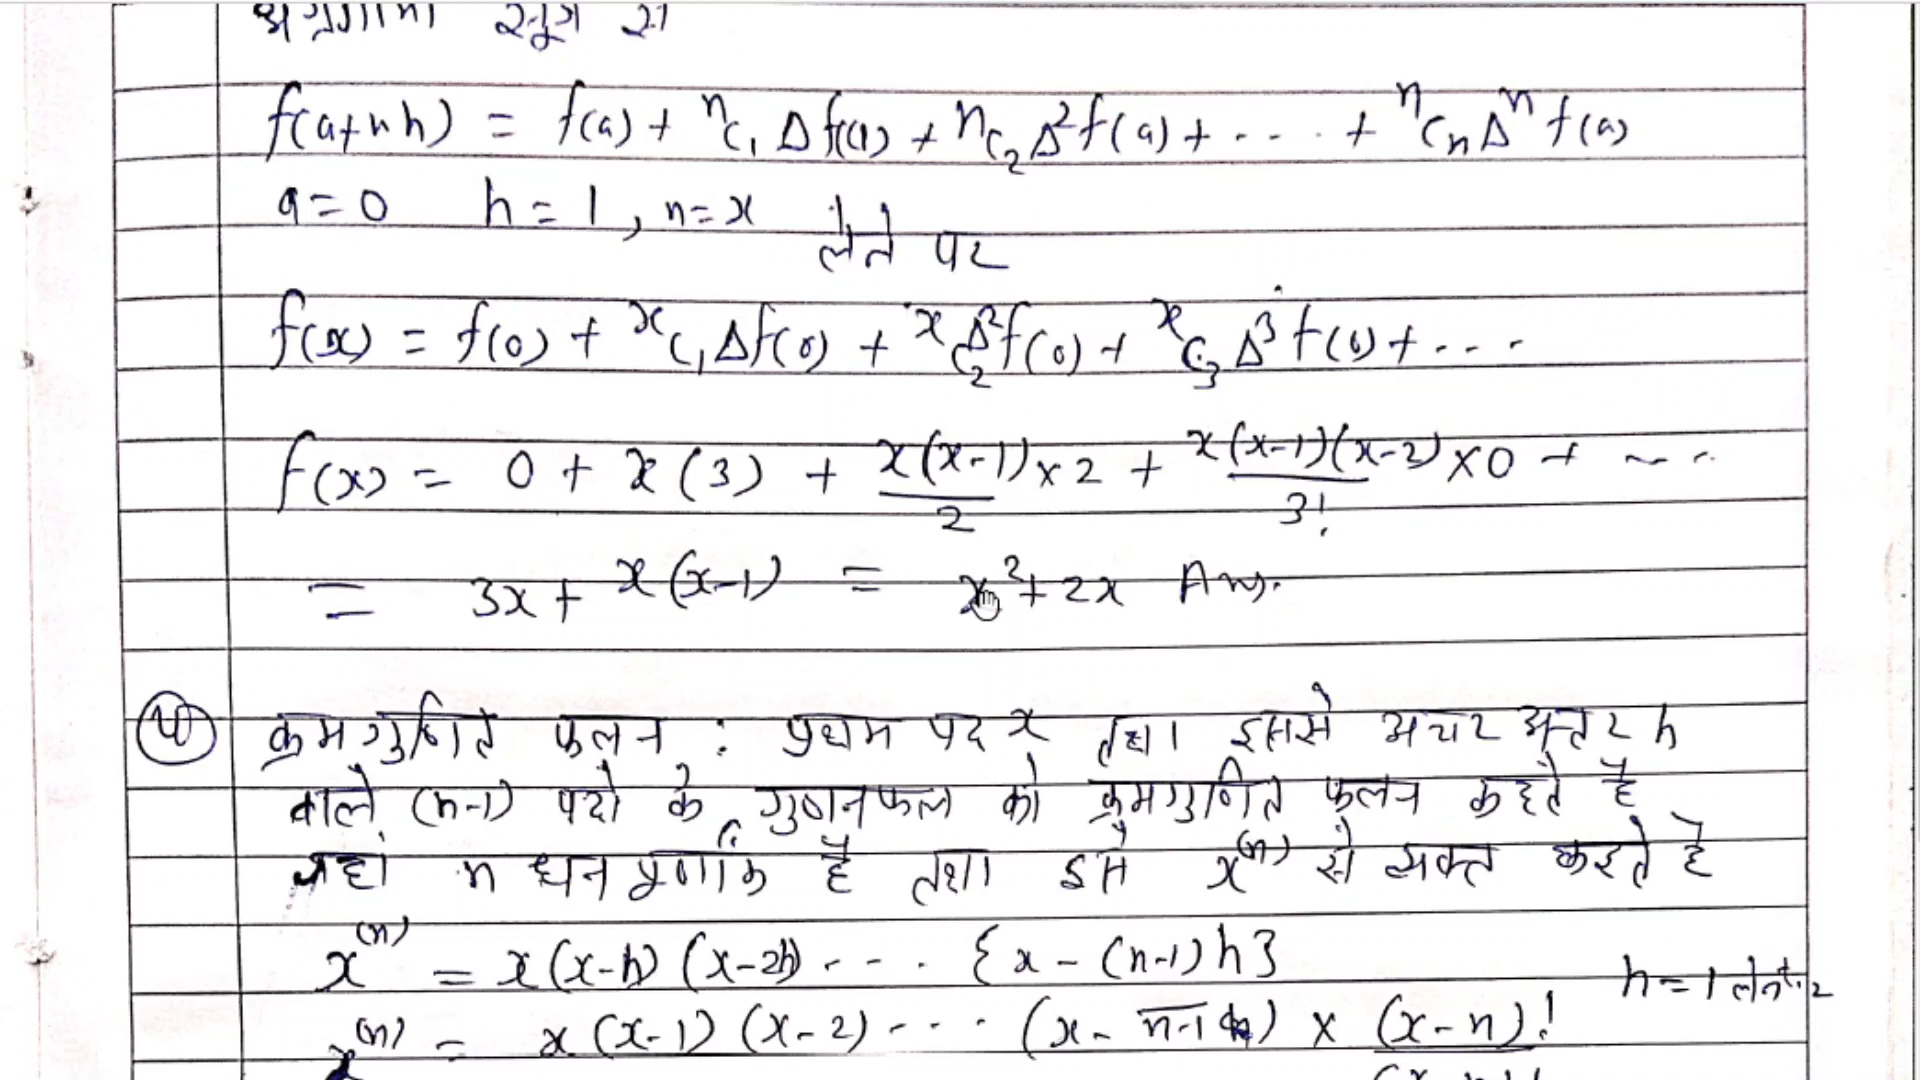 सूत्र से
f(a+nh) = f(a) + ⁿC₁ Δf(a) + ⁿC₂ Δ²f(a) + ---- + ⁿCₙ Δⁿ f(a)
a=0 h=1, n=x लेने पर
f(x) = f(0) + ˣC₁ Δf(0) + ˣC₂ Δ²f(0) + ˣC₃ Δ³f(0) + ...
f(x) = 0 + x(3) + x(x-1)/2 × 2 + x(x-1)(x-2)/3! × 0 + ---
= 3x + x(x-1) = x² + 2x Ans.
क्रमगुणित फलन : प्रथम पद x तथा इससे अचर अन्तर h
वाले (n-1) पदो के गुणनफल को क्रमगुणित फलन कहते है
जहां n धन पूर्णांक है तथा इसे x⁽ⁿ⁾ से व्यक्त करते है
x⁽ⁿ⁾ = x(x-h)(x-2h) ---- {x-(n-1)h}
h=1
x⁽ⁿ⁾ = x(x-1)(x-2) --- (x-n-1) × (x-n)!